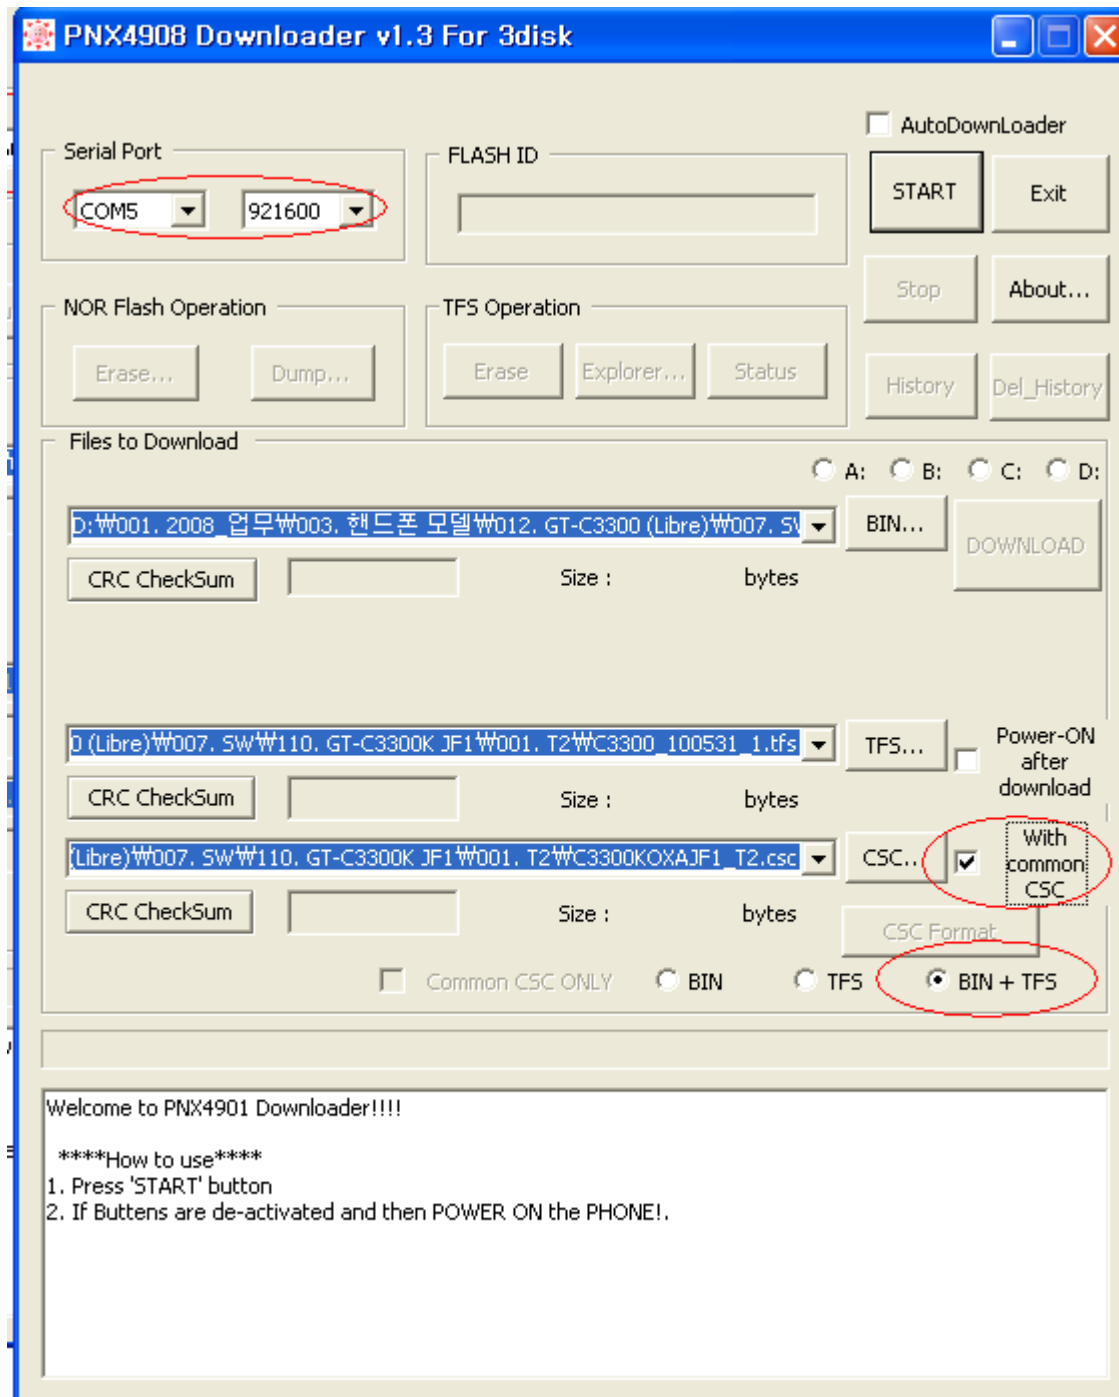 PNX4908 Downloader v1.3 For 3disk
AutoDownLoader
Serial Port
FLASH ID
COM5
921600
START
Exit
Stop
About...
NOR Flash Operation
TFS Operation
Erase...
Dump...
Erase
Explorer...
Status
History
Del_History
Files to Download
A:
B:
C:
D:
D:₩001. 2008_업무₩003. 핸드폰 모델₩012. GT-C3300 (Libre)₩007. SW
BIN...
DOWNLOAD
CRC CheckSum
Size :
bytes
0 (Libre)₩007. SW₩110. GT-C3300K JF1₩001. T2₩C3300_100531_1.tfs
TFS...
Power-ON
after
download
CRC CheckSum
Size :
bytes
(Libre)₩007. SW₩110. GT-C3300K JF1₩001. T2₩C3300KOXAJF1_T2.csc
CSC..
With
common
CSC
CRC CheckSum
Size :
bytes
CSC Format
Common CSC ONLY
BIN
TFS
BIN + TFS
Welcome to PNX4901 Downloader!!!!
****How to use****
1. Press 'START' button
2. If Buttens are de-activated and then POWER ON the PHONE!.